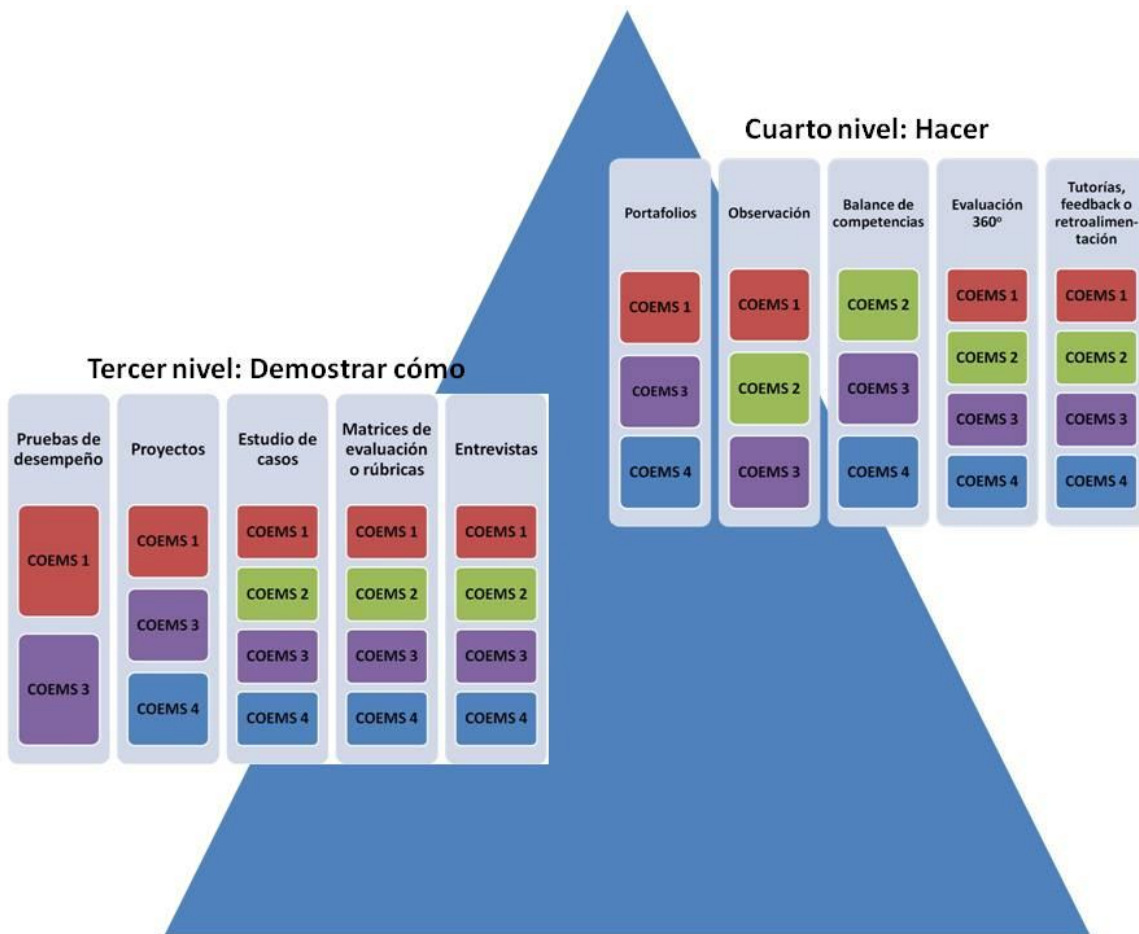 Cuarto nivel: Hacer
Portafolios
COEMS 1
COEMS 3
COEMS 4
Observación
COEMS 1
COEMS 2
COEMS 3
Balance de
competencias
COEMS 2
COEMS 3
COEMS 4
Evaluación
360º
COEMS 1
COEMS 2
COEMS 3
COEMS 4
Tutorías,
feedback o
retroalimen-
tación
COEMS 1
COEMS 2
COEMS 3
COEMS 4
Tercer nivel: Demostrar cómo
Pruebas de
desempeño
COEMS 1
COEMS 3
Proyectos
COEMS 1
COEMS 3
COEMS 4
Estudio de
casos
COEMS 1
COEMS 2
COEMS 3
COEMS 4
Matrices de
evaluación
o rúbricas
COEMS 1
COEMS 2
COEMS 3
COEMS 4
Entrevistas
COEMS 1
COEMS 2
COEMS 3
COEMS 4